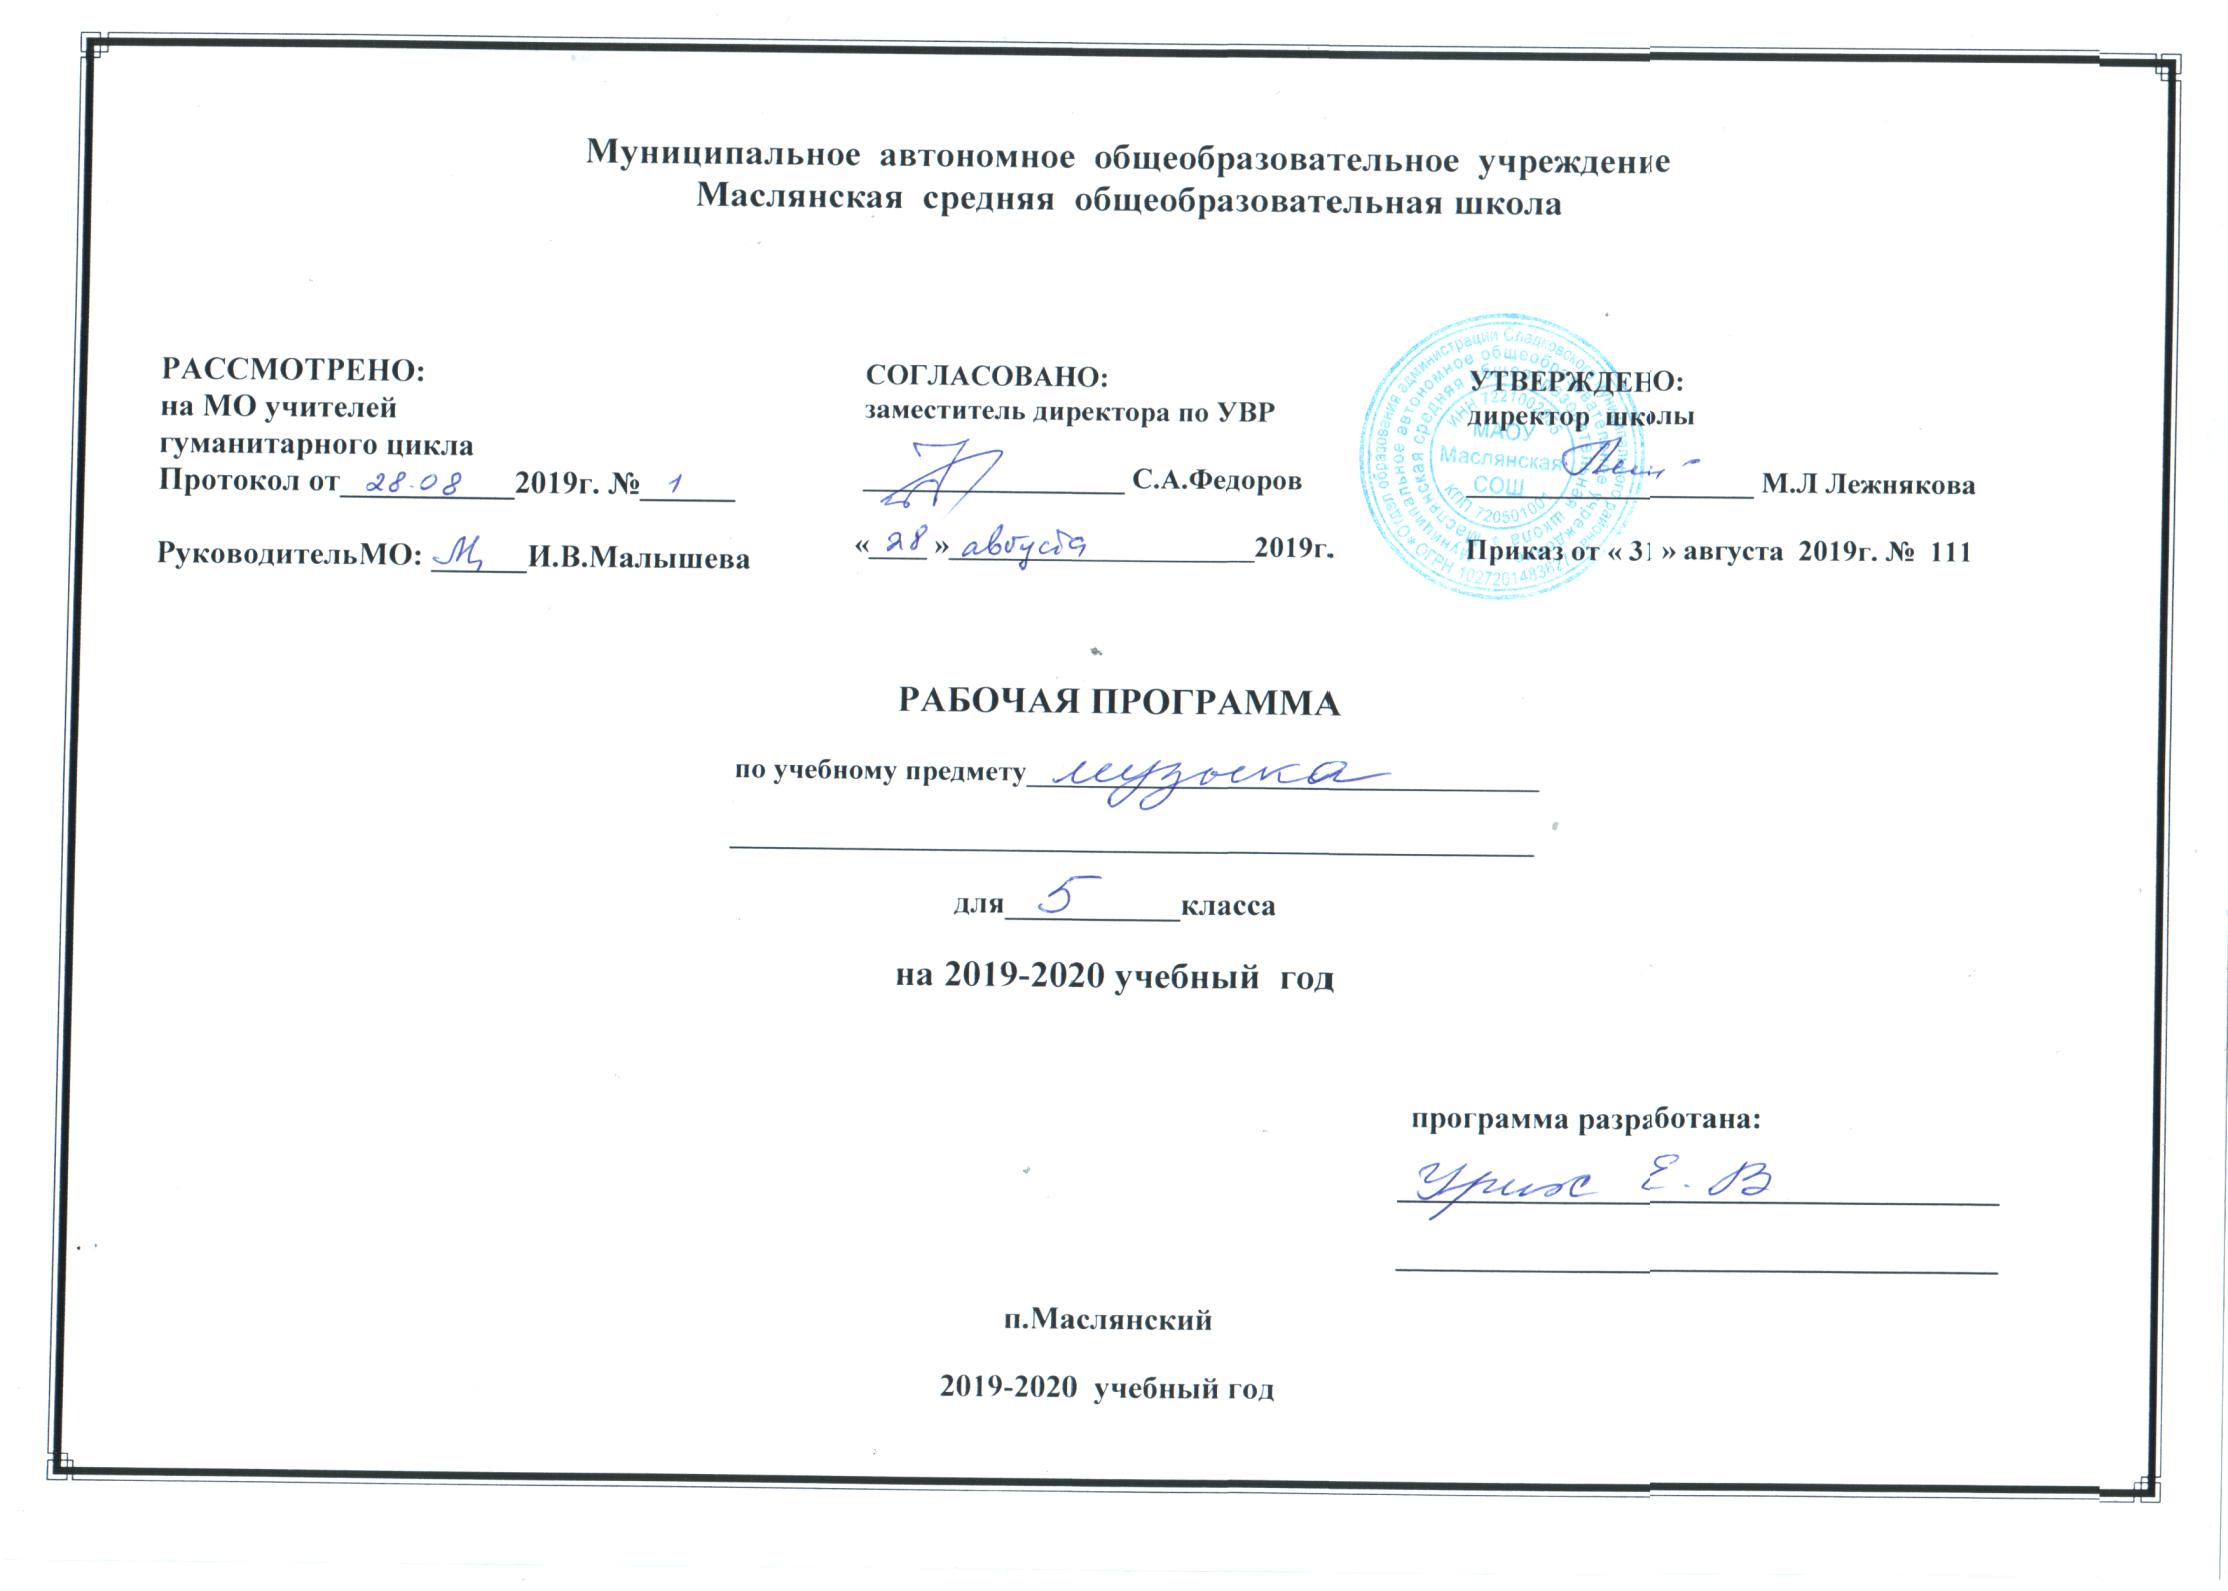 Муниципальное автономное общеобразовательное учреждение
Маслянская средняя общеобразовательная школа
РАССМОТРЕНО:
на МО учителей
гуманитарного цикла
Протокол от 28.08 2019г. № 1
РуководительМО: И.В.Малышева
СОГЛАСОВАНО:
заместитель директора по УВР
С.А.Федоров
« 28 » августа 2019г.
УТВЕРЖДЕНО:
директор школы
М.Л Лежнякова
Приказ от « 31 » августа 2019г. № 111
МАОУ
Маслянская
СОШ
КПП 720501001
РАБОЧАЯ ПРОГРАММА
по учебному предмету музыка
для 5 класса
на 2019-2020 учебный год
программа разработана:
Урих Е. В
п.Маслянский
2019-2020 учебный год